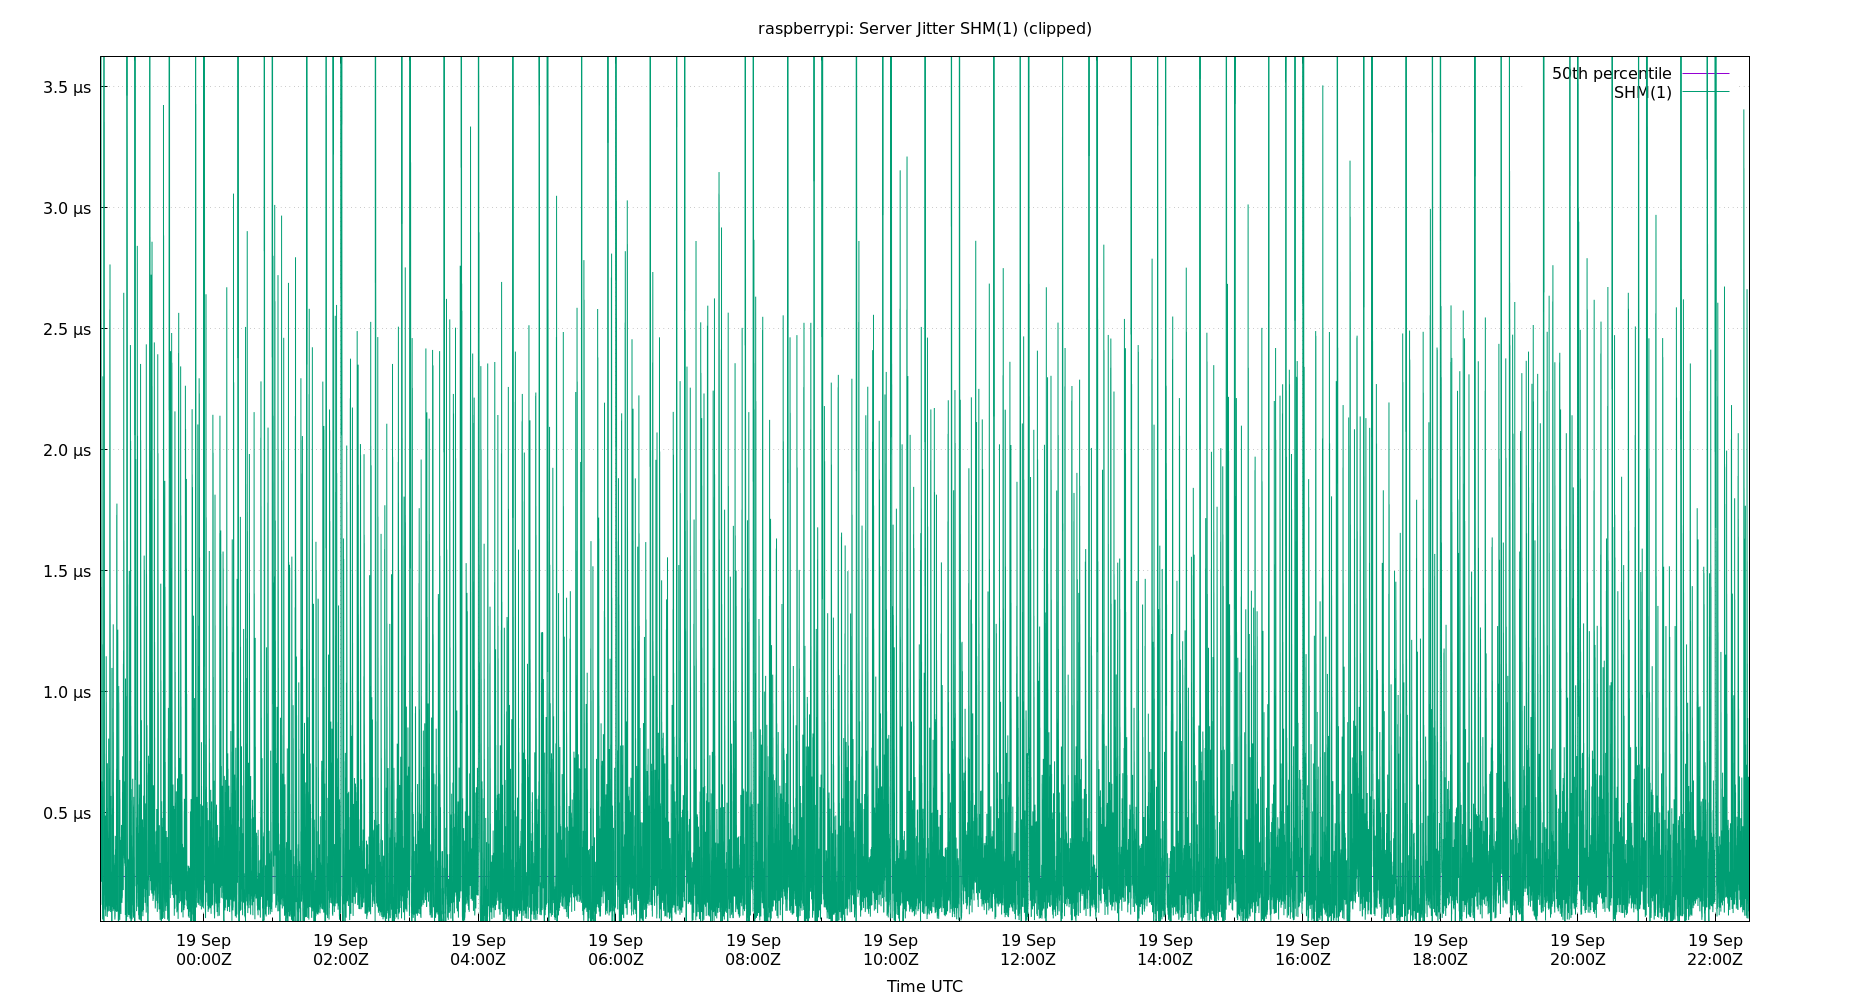 raspberrypi: Server Jitter SHM(1) (clipped)
50th percentile
SHM(1)
3.5 μs
3.0 μs
2.5 μs
2.0 μs
1.5 μs
1.0 μs
0.5 μs
19 Sep 19 Sep 19 Sep 19 Sep 19 Sep 19 Sep 19 Sep 19 Sep 19 Sep 19 Sep 19 Sep 19 Sep
00:00Z 02:00Z 04:00Z 06:00Z 08:00Z 10:00Z 12:00Z 14:00Z 16:00Z 18:00Z 20:00Z 22:00Z
Time UTC